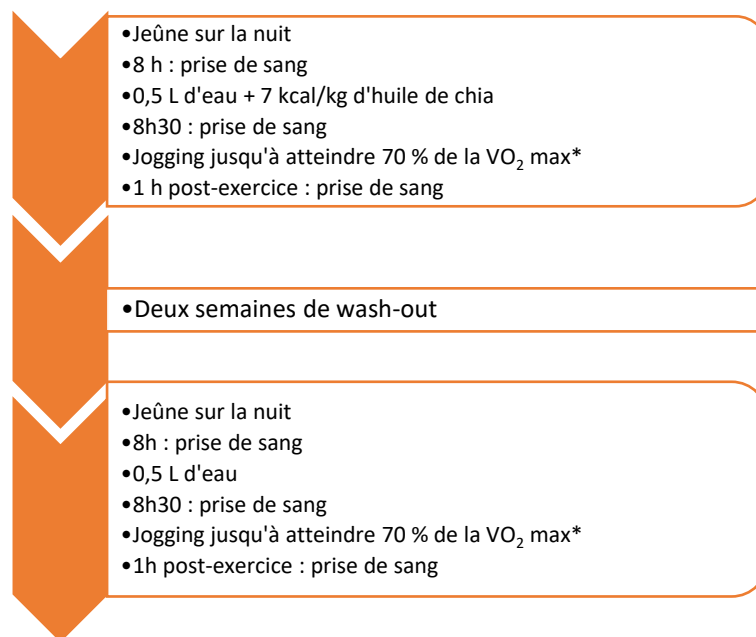 •Jeûne sur la nuit
•8 h : prise de sang
•0,5 L d'eau + 7 kcal/kg d'huile de chia
•8h30 : prise de sang
•Jogging jusqu'à atteindre 70 % de la VO₂ max*
•1 h post-exercice : prise de sang
•Deux semaines de wash-out
•Jeûne sur la nuit
•8h : prise de sang
•0,5 L d'eau
•8h30 : prise de sang
•Jogging jusqu'à atteindre 70 % de la VO₂ max*
•1h post-exercice : prise de sang